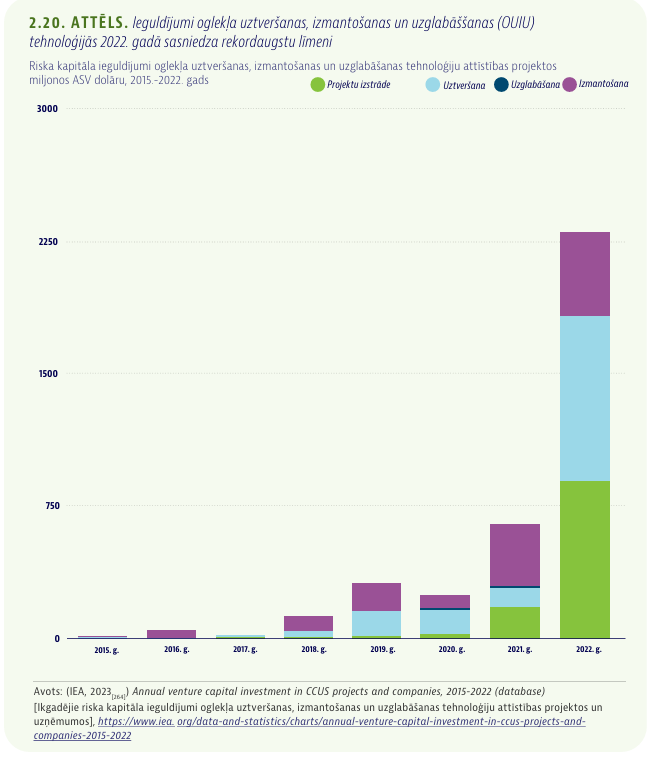 2.20. ATTĒLS. Ieguldījumi oglekļa uztveršanas, izmantošanas un uzglabāššanas (OUIU)
tehnoloģijās 2022. gadā sasniedza rekordaugstu līmeni
Riska kapitāla ieguldījumi oglekļa uztveršanas, izmantošanas un uzglabāšanas tehnoloģiju attīstības projektos
miljonos ASV dolāru, 2015.-2022. gads
Projektu izstrāde Uztveršana Uzglabāšana Izmantošana
3000
2250
1500
750
0
2015. g. 2016. g. 2017. g. 2018. g. 2019. g. 2020. g. 2021. g. 2022. g.
Avots: (IEA, 2023[264]) Annual venture capital investment in CCUS projects and companies, 2015-2022 (database)
[Ikgadējie riska kapitāla ieguldījumi oglekļa uztveršanas, izmantošanas un uzglabāšanas tehnoloģiju attīstības projektos un
uzņēmumos], https://www.iea. org/data-and-statistics/charts/annual-venture-capital-investment-in-ccus-projects-and-
companies-2015-2022